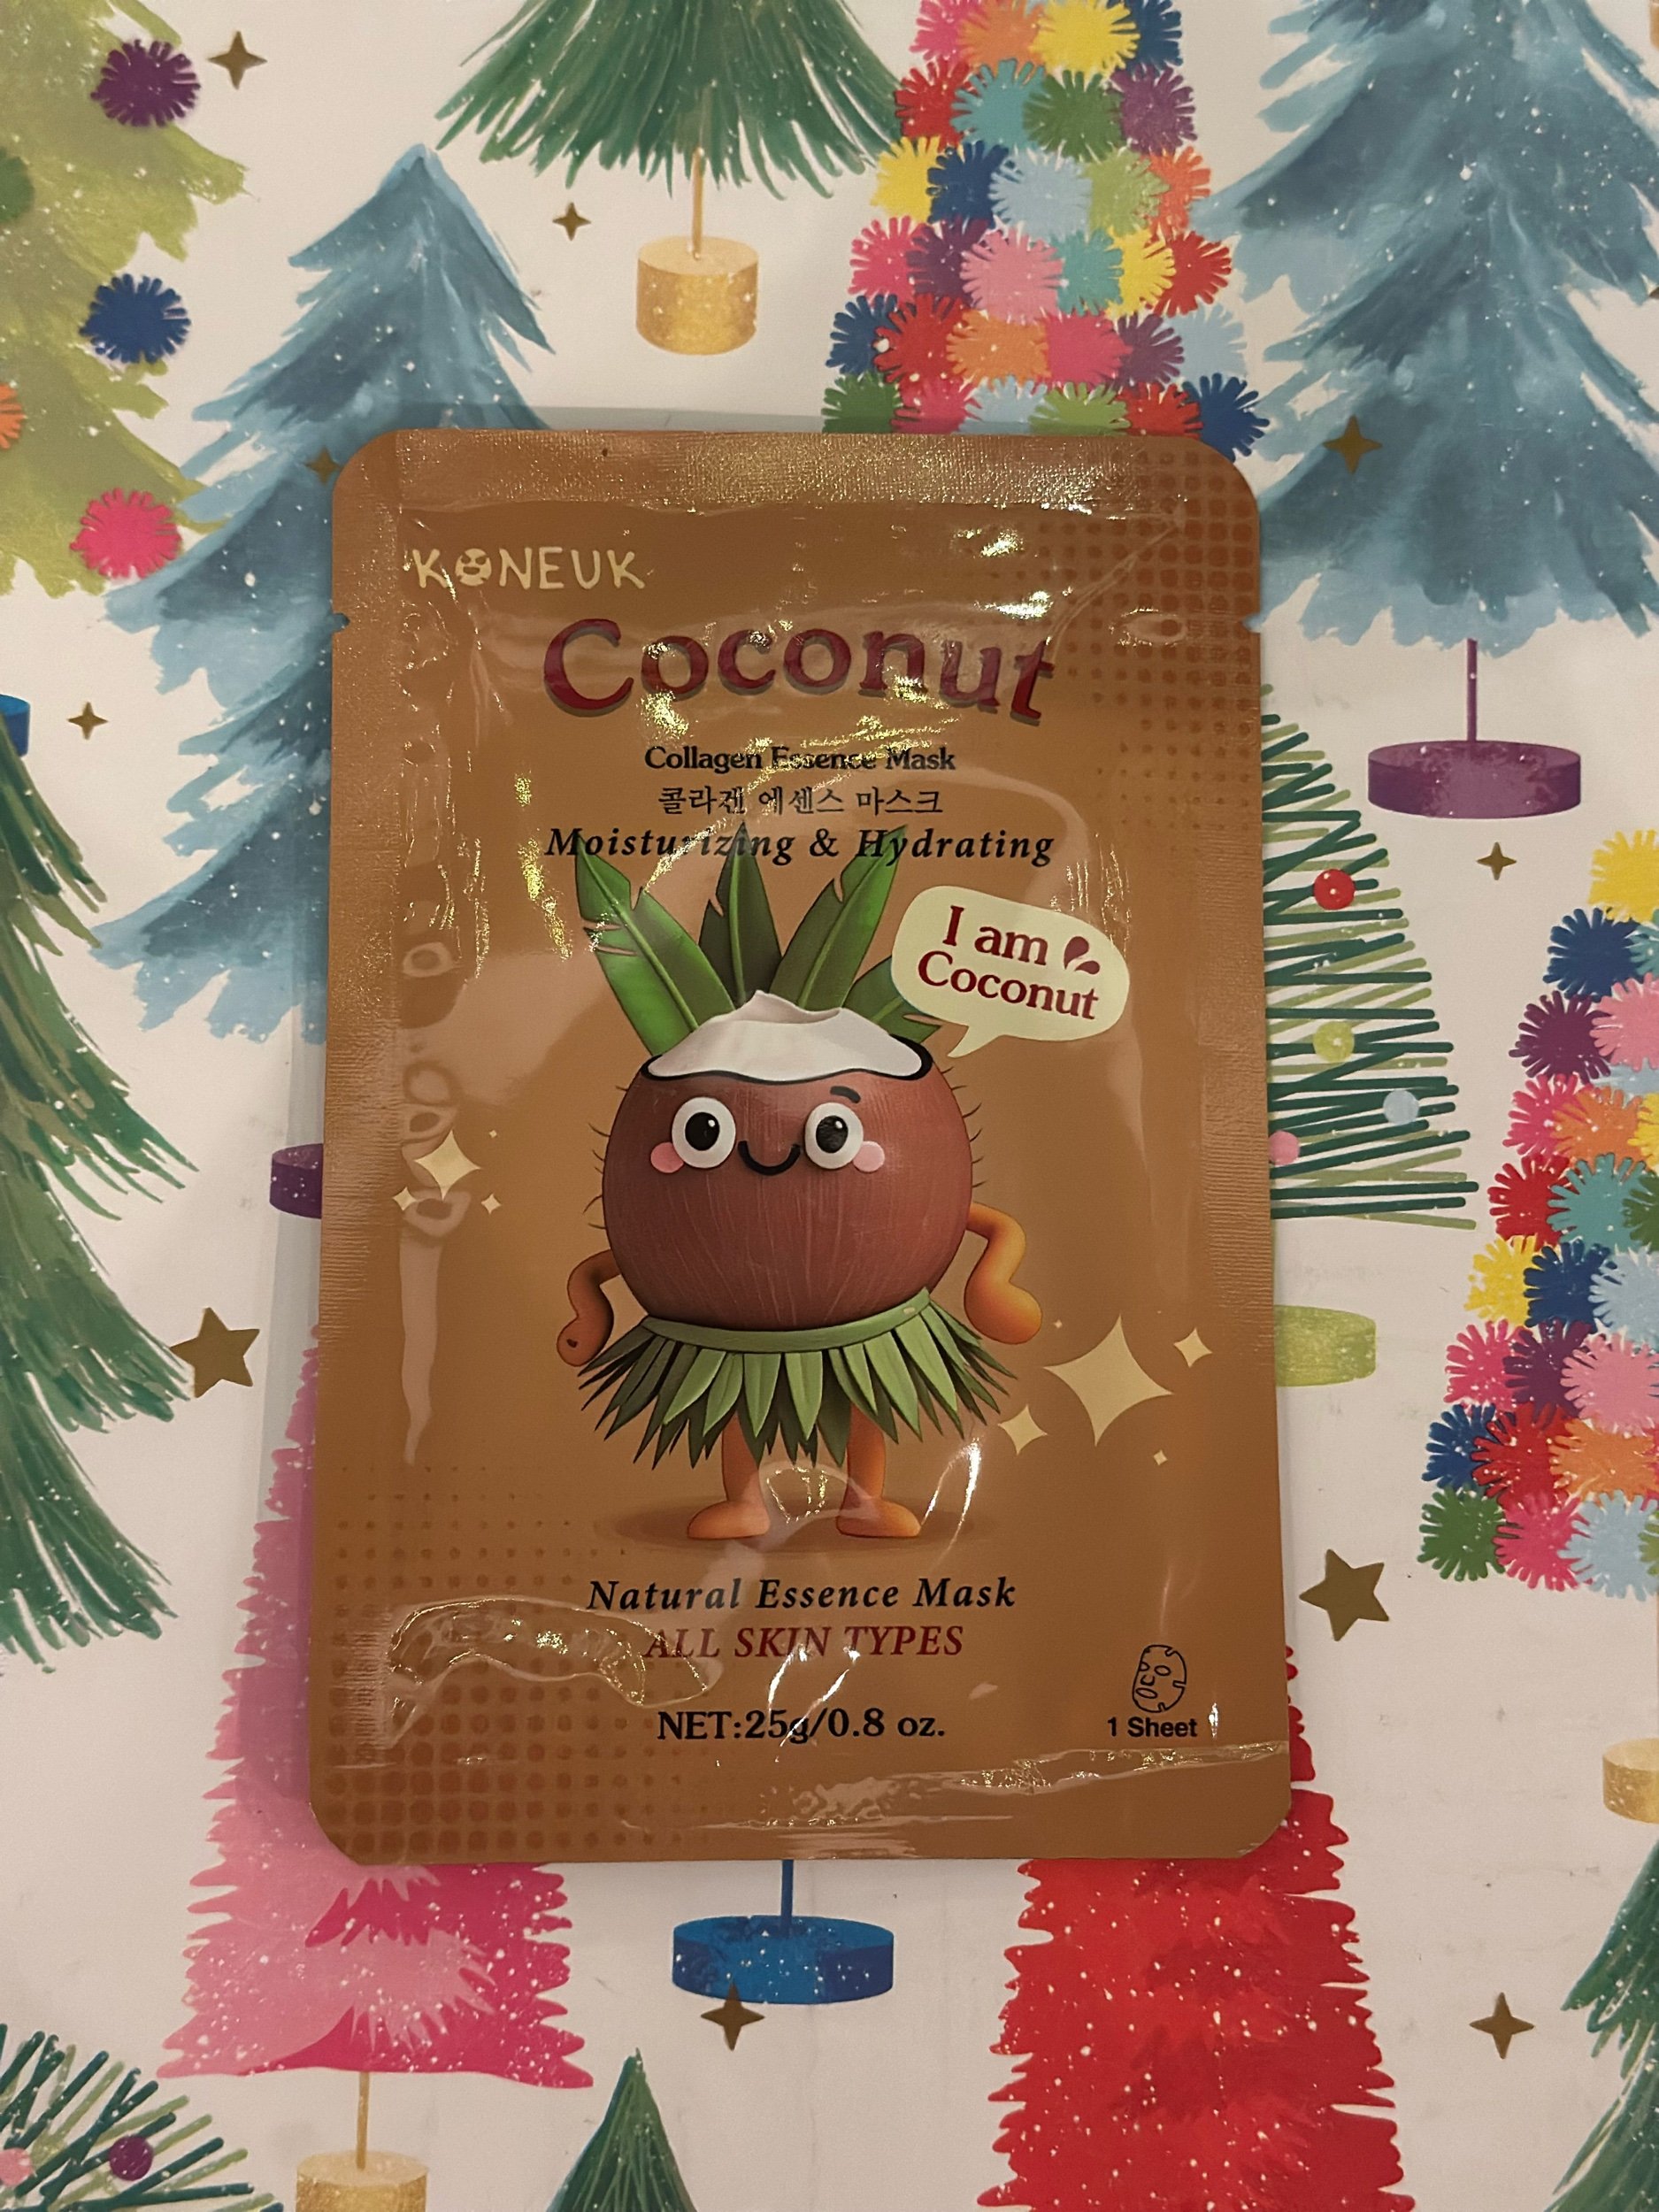 KONEUK
Coconut
Collagen Essence Mask
콜라겐 에센스 마스크
Moisturizing & Hydrating
I am
Coconut
Natural Essence Mask
ALL SKIN TYPES
NET:25g/0.8 oz.
1 Sheet